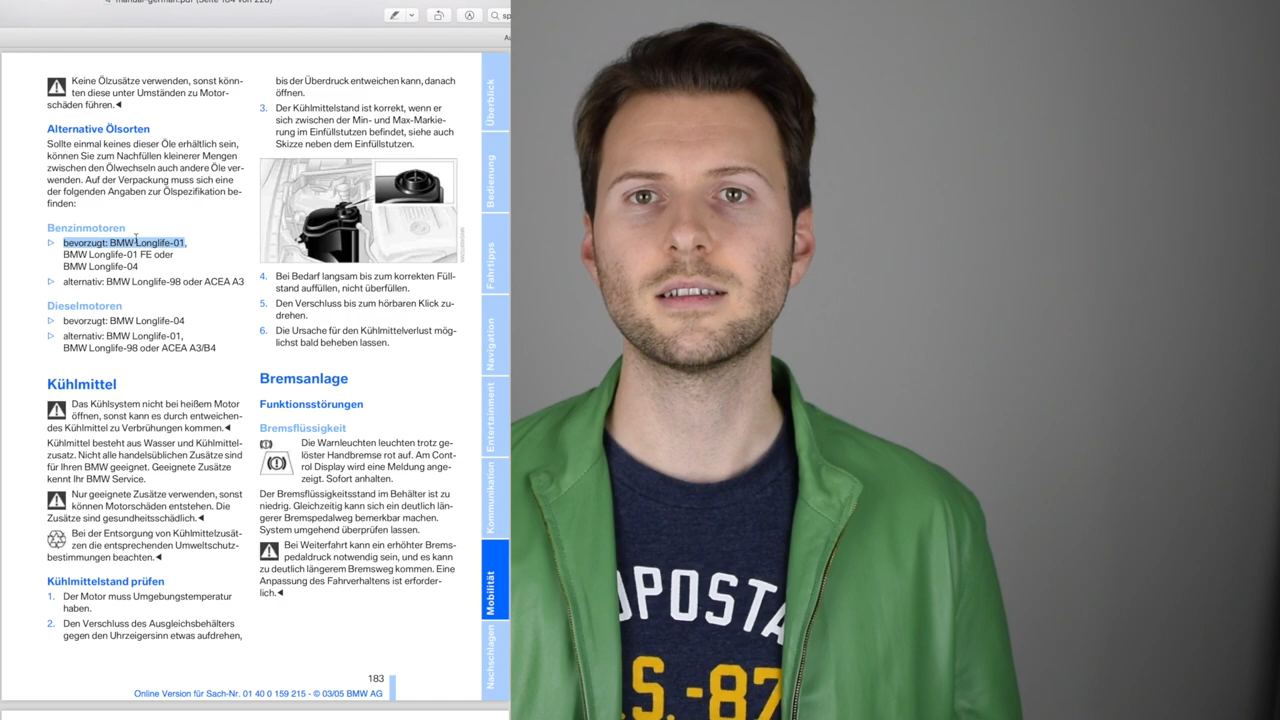 Keine Ölzusätze verwenden, sonst könn-
ten diese unter Umständen zu Motor-
schäden führen.◀
Alternative Ölsorten
Sollte einmal keines dieser Öle erhältlich sein,
können Sie zum Nachfüllen kleinerer Mengen
zwischen den Ölwechseln auch andere Öle ver-
wenden. Auf der Verpackung muss sich eine
der folgenden Angaben zur Ölspezifikation be-
finden:
Benzinmotoren
▷ bevorzugt: BMW Longlife-01,
BMW Longlife-01 FE oder
BMW Longlife-04
▷ alternativ: BMW Longlife-98 oder ACEA A3
Dieselmotoren
▷ bevorzugt: BMW Longlife-04
▷ alternativ: BMW Longlife-01,
BMW Longlife-98 oder ACEA A3/B4
Kühlmittel
Das Kühlsystem nicht bei heißem Motor
öffnen, sonst kann es durch entweichen-
des Kühlmittel zu Verbrühungen kommen.◀
Kühlmittel besteht aus Wasser und Kühlmittel-
zusatz. Nicht alle handelsüblichen Zusätze sind
für Ihren BMW geeignet. Geeignete Zusätze
kennt Ihr BMW Service.
Nur geeignete Zusätze verwenden, sonst
können Motorschäden entstehen. Die
Zusätze sind gesundheitsschädlich.◀
Bei der Entsorgung von Kühlmittelzusät-
zen die entsprechenden Umweltschutz-
bestimmungen beachten.◀
Kühlmittelstand prüfen
1. Der Motor muss Umgebungstemperatur
haben.
2. Den Verschluss des Ausgleichsbehälters
gegen den Uhrzeigersinn etwas aufdrehen,
bis der Überdruck entweichen kann, danach
öffnen.
3. Der Kühlmittelstand ist korrekt, wenn er
sich zwischen der Min- und Max-Markie-
rung im Einfüllstutzen befindet, siehe auch
Skizze neben dem Einfüllstutzen.
4. Bei Bedarf langsam bis zum korrekten Füll-
stand auffüllen, nicht überfüllen.
5. Den Verschluss bis zum hörbaren Klick zu-
drehen.
6. Die Ursache für den Kühlmittelverlust mög-
lichst bald beheben lassen.
Bremsanlage
Funktionsstörungen
Bremsflüssigkeit
Die Warnleuchten leuchten trotz ge-
löster Handbremse rot auf. Am Cont-
rol Display wird eine Meldung ange-
zeigt. Sofort anhalten.
Der Bremsflüssigkeitsstand im Behälter ist zu
niedrig. Gleichzeitig kann sich ein deutlich län-
gerer Bremspedalweg bemerkbar machen.
System umgehend überprüfen lassen.
Bei Weiterfahrt kann ein erhöhter Brems-
pedaldruck notwendig sein, und es kann
zu deutlich längerem Bremsweg kommen. Eine
Anpassung des Fahrverhaltens ist erforder-
lich.◀
183
Online Version für Sach-Nr. 01 40 0 159 215 - © 03/05 BMW AG
Überblick
Bedienung
Fahrtipps
Navigation
Entertainment
Kommunikation
Mobilität
Nachschlagen
OPOSTA
.S.-87